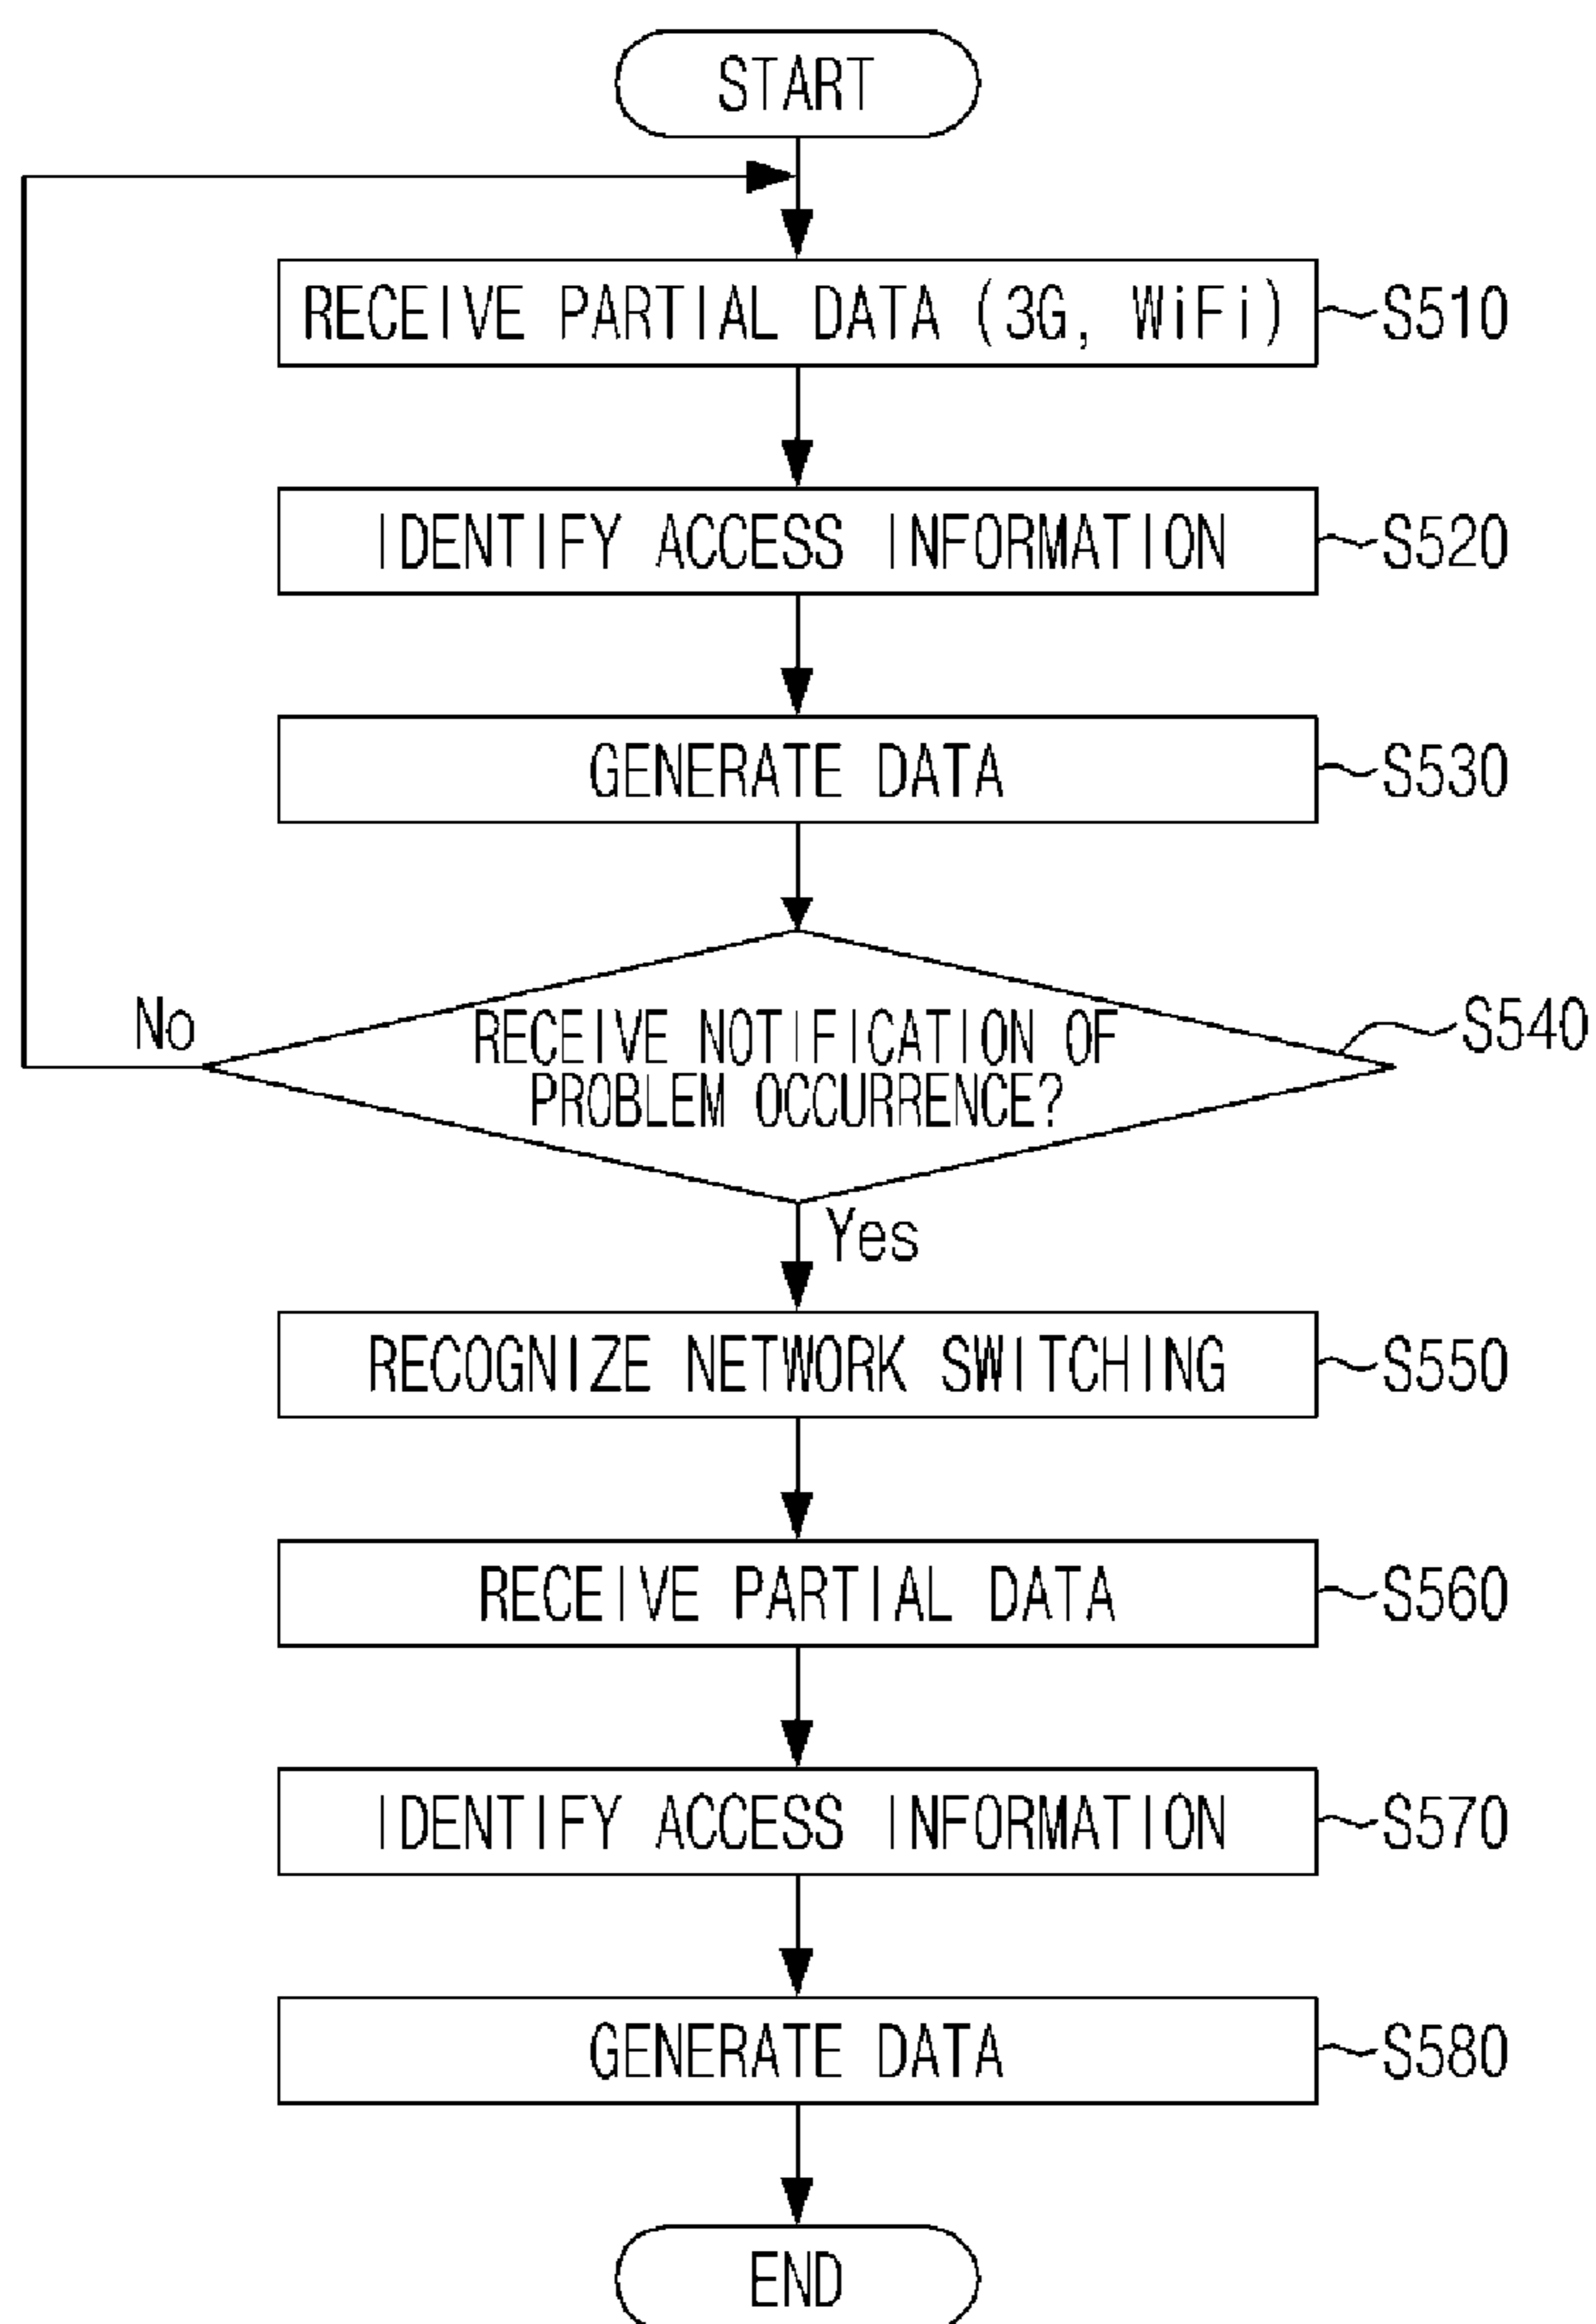 START
RECEIVE PARTIAL DATA (3G, WiFi)
S510
IDENTIFY ACCESS INFORMATION
S520
GENERATE DATA
S530
No
RECEIVE NOTIFICATION OF
PROBLEM OCCURRENCE?
S540
Yes
RECOGNIZE NETWORK SWITCHING
S550
RECEIVE PARTIAL DATA
S560
IDENTIFY ACCESS INFORMATION
S570
GENERATE DATA
S580
END